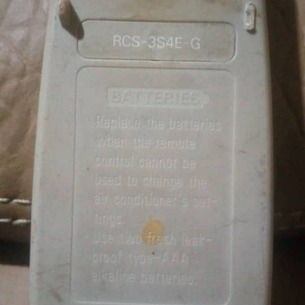 RCS-3S4E-G
BATTERIES
Replace the batteries
when the remote
control cannot be
used to change the
air conditioner's set-
tings.
Use two fresh leak-
proof type-AAA
alkaline batteries.